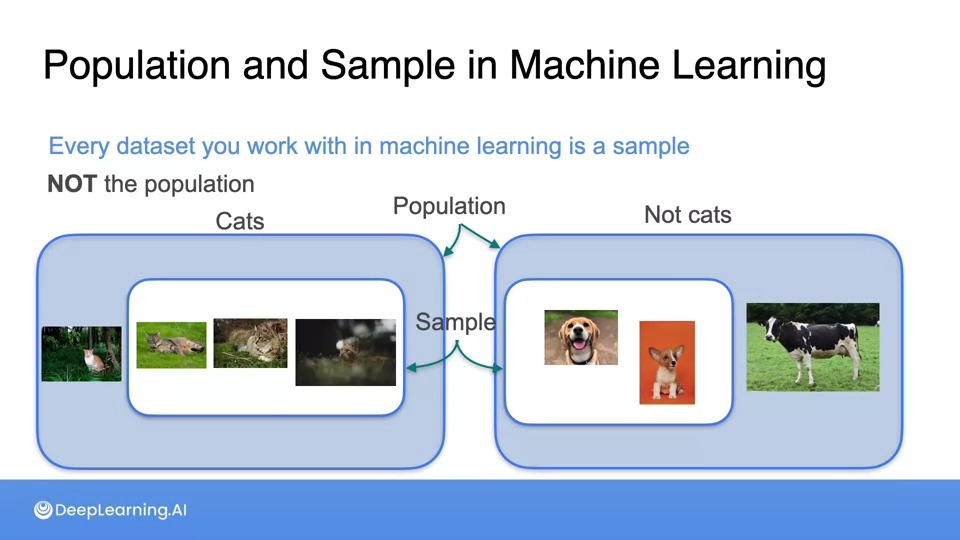 Population and Sample in Machine Learning
Every dataset you work with in machine learning is a sample
NOT the population
Population
Cats
Not cats
Sample
DeepLearning.AI